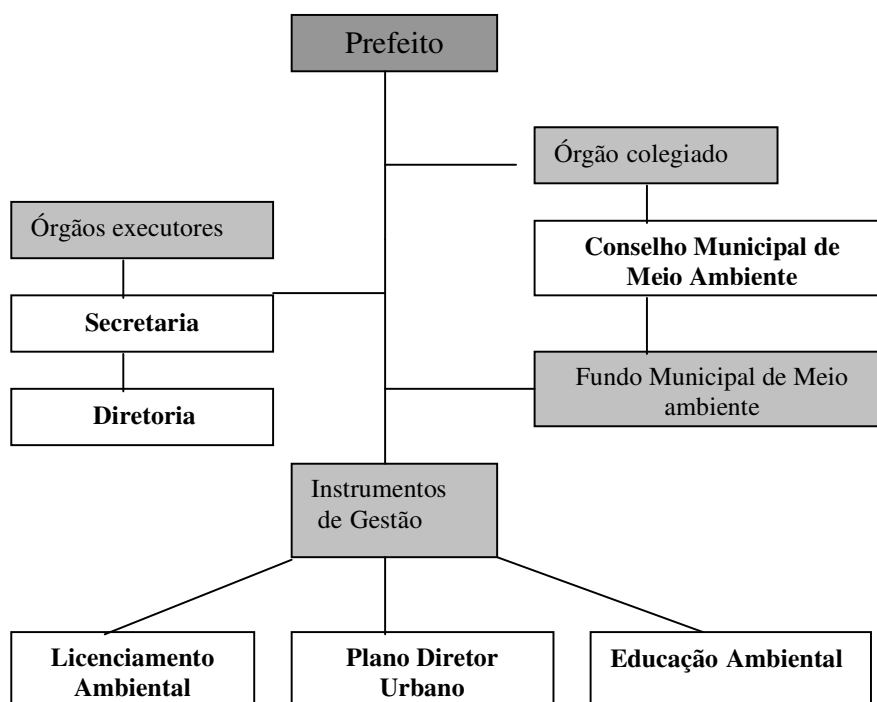 Prefeito
Órgão colegiado
Órgãos executores
Conselho Municipal de
Meio Ambiente
Secretaria
Fundo Municipal de Meio
ambiente
Diretoria
Instrumentos
de Gestão
Licenciamento
Ambiental
Plano Diretor
Urbano
Educação Ambiental